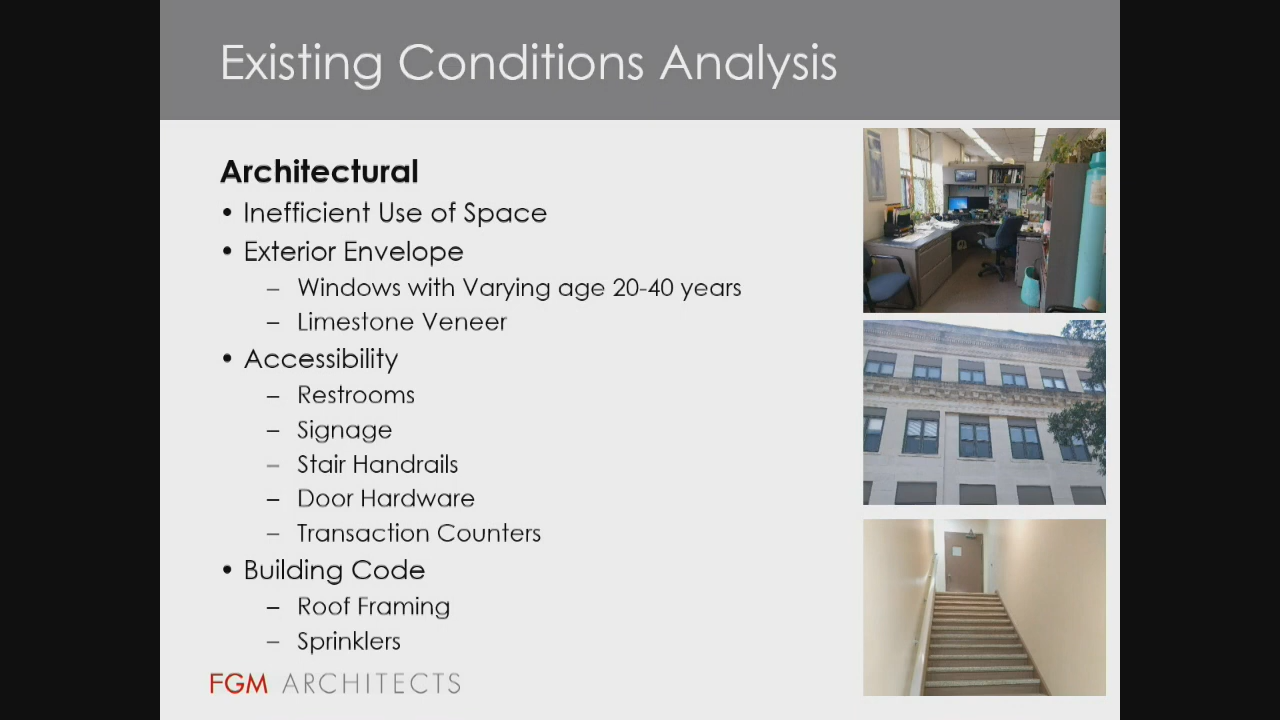 Existing Conditions Analysis
Architectural
• Inefficient Use of Space
• Exterior Envelope
– Windows with Varying age 20-40 years
– Limestone Veneer
• Accessibility
– Restrooms
– Signage
– Stair Handrails
– Door Hardware
– Transaction Counters
• Building Code
– Roof Framing
– Sprinklers
FGM ARCHITECTS